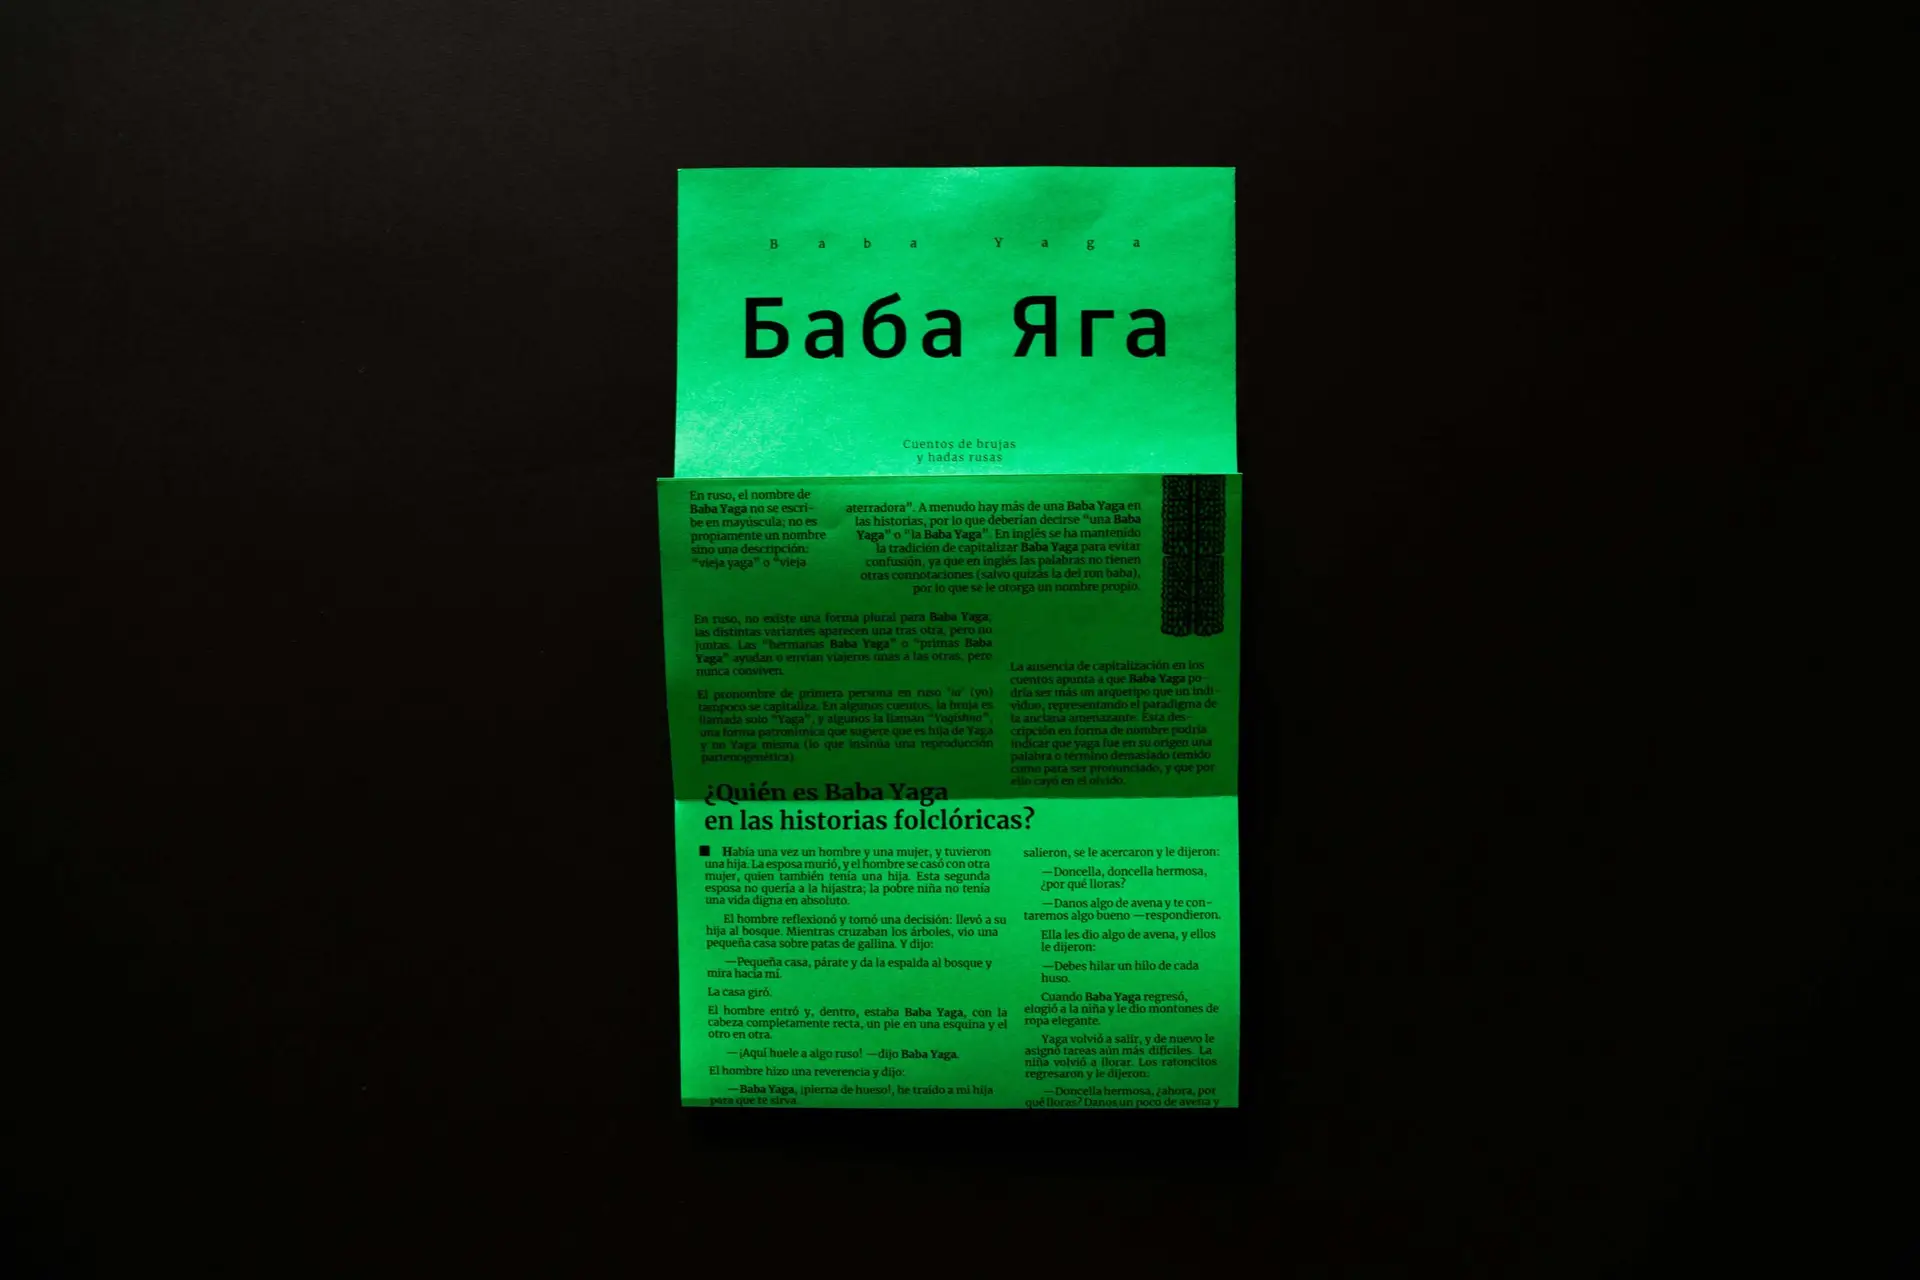 Baba Yaga
Баба Яга
Cuentos de brujas
y hadas rusas
En ruso, el nombre de
Baba Yaga no se escri-
be en mayúscula; no es
propiamente un nombre
sino una descripción:
“vieja yaga” o “vieja
aterradora”. A menudo hay más de una Baba Yaga en
las historias, por lo que deberían decirse “una Baba
Yaga” o “la Baba Yaga”. En inglés se ha mantenido
la tradición de capitalizar Baba Yaga para evitar
confusión, ya que en inglés las palabras no tienen
otras connotaciones (salvo quizás la del ron baba),
por lo que se le otorga un nombre propio.
En ruso, no existe una forma plural para Baba Yaga,
las distintas variantes aparecen una tras otra, pero no
juntas. Las “hermanas Baba Yaga” o “primas Baba
Yaga” ayudan o envían viajeros unas a las otras, pero
nunca conviven.
El pronombre de primera persona en ruso ‘ia’ (yo)
tampoco se capitaliza. En algunos cuentos, la bruja es
llamada solo “Yaga”, y algunos la llaman “Yagishna”,
una forma patronímica que sugiere que es hija de Yaga
y no Yaga misma (lo que insinúa una reproducción
partenogenética).
La ausencia de capitalización en los
cuentos apunta a que Baba Yaga po-
dría ser más un arquetipo que un indi-
viduo, representando el paradigma de
la anciana amenazante. Esta des-
cripción en forma de nombre podría
indicar que yaga fue en su origen una
palabra o término demasiado temido
como para ser pronunciado, y que por
ello cayó en el olvido.
¿Quién es Baba Yaga
en las historias folclóricas?
Había una vez un hombre y una mujer, y tuvieron
una hija. La esposa murió, y el hombre se casó con otra
mujer, quien también tenía una hija. Esta segunda
esposa no quería a la hijastra; la pobre niña no tenía
una vida digna en absoluto.
El hombre reflexionó y tomó una decisión: llevó a su
hija al bosque. Mientras cruzaban los árboles, vio una
pequeña casa sobre patas de gallina. Y dijo:
—Pequeña casa, párate y da la espalda al bosque y
mira hacia mí.
La casa giró.
El hombre entró y, dentro, estaba Baba Yaga, con la
cabeza completamente recta, un pie en una esquina y el
otro en otra.
—¡Aquí huele a algo ruso! —dijo Baba Yaga.
El hombre hizo una reverencia y dijo:
—Baba Yaga, ¡pierna de hueso!, he traído a mi hija
para que te sirva.
salieron, se le acercaron y le dijeron:
—Doncella, doncella hermosa,
¿por qué lloras?
—Danos algo de avena y te con-
taremos algo bueno —respondieron.
Ella les dio algo de avena, y ellos
le dijeron:
—Debes hilar un hilo de cada
huso.
Cuando Baba Yaga regresó,
elogió a la niña y le dio montones de
ropa elegante.
Yaga volvió a salir, y de nuevo le
asignó tareas aún más difíciles. La
niña volvió a llorar. Los ratoncitos
regresaron y le dijeron:
—Doncella hermosa, ¿ahora, por
qué lloras? Danos un poco de avena y